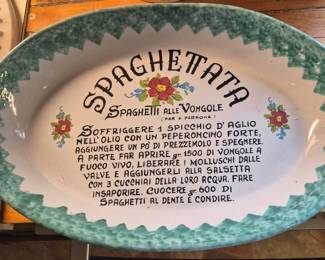 SPAGHETTATA
SPAGHETTI ALLE VONGOLE
(PER 6 PERSONE)
SOFFRIGGERE 1 SPICCHIO D'AGLIO
NELL'OLIO CON UN PEPERONCINO FORTE,
AGGIUNGERE UN PÒ DI PREZZEMOLO E SPEGNERE.
A PARTE FAR APRIRE gr. 1500 DI VONGOLE A
FUOCO VIVO, LIBERARE I MOLLUSCHI DALLE
VALVE E AGGIUNGERLI ALLA SALSETTA
CON 3 CUCCHIAI DELLA LORO ACQUA. FARE
INSAPORIRE. CUOCERE gr. 600 DI
SPAGHETTI AL DENTE E CONDIRE.